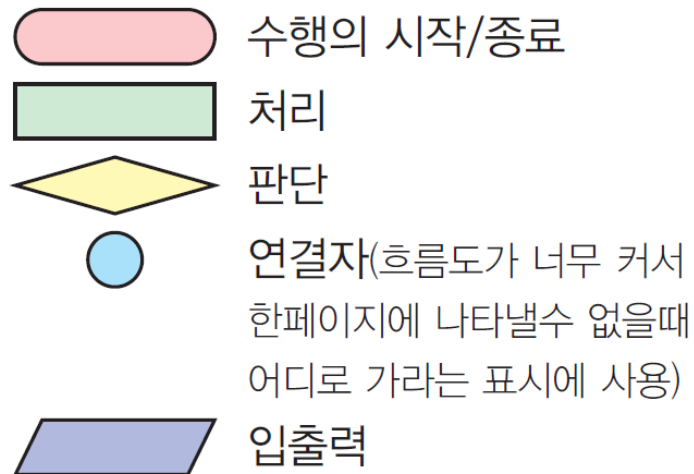 수행의 시작/종료
처리
판단
연결자(흐름도가 너무 커서
한페이지에 나타낼수 없을때
어디로 가라는 표시에 사용)
입출력